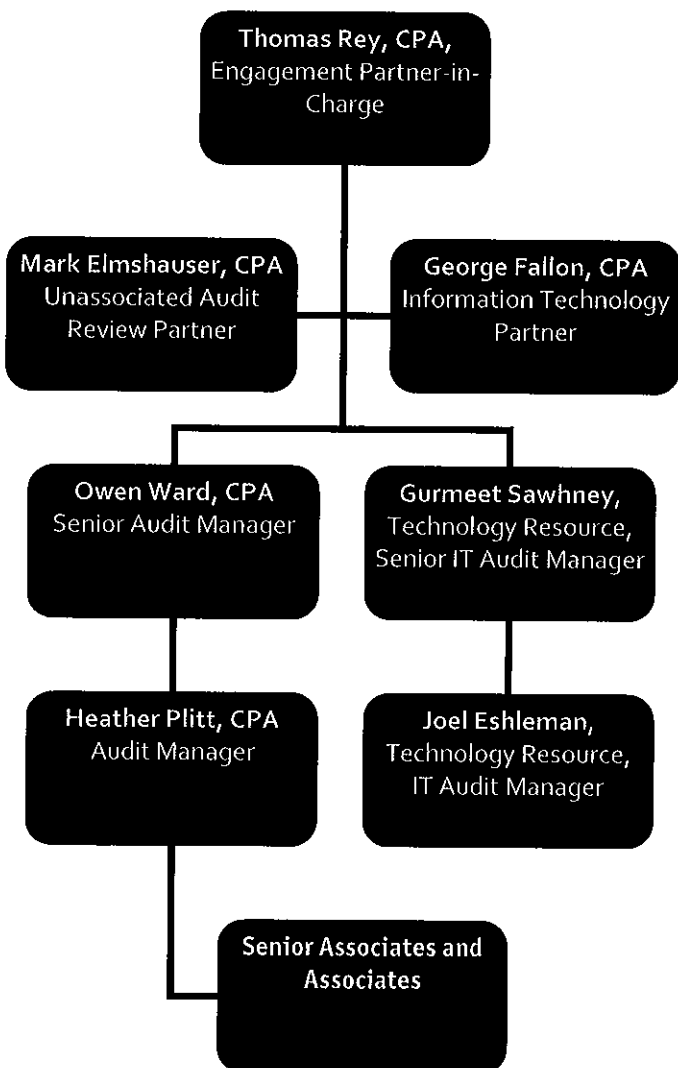 Thomas Rey, CPA,
Engagement Partner-in-
Charge
Mark Elmshauser, CPA
Unassociated Audit
Review Partner
George Fallon, CPA
Information Technology
Partner
Owen Ward, CPA
Senior Audit Manager
Gurmeet Sawhney,
Technology Resource,
Senior IT Audit Manager
Heather Plitt, CPA
Audit Manager
Joel Eshleman,
Technology Resource,
IT Audit Manager
Senior Associates and
Associates